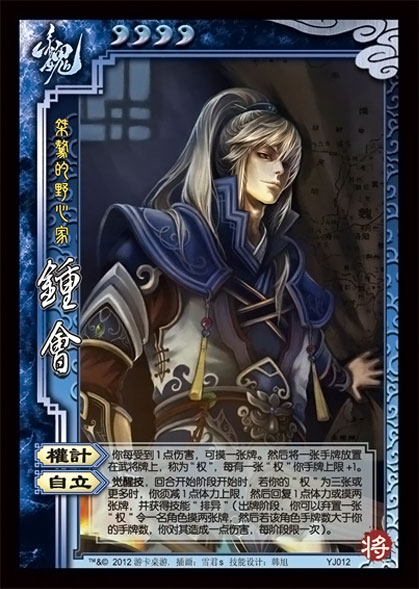 魏
桀驁的野心家
鍾會
魏
權計
你每受到1点伤害，可摸一张牌。然后将一张手牌放置
在武将牌上，称为“权”，每有一张“权”你手牌上限+1。
自立
觉醒技，回合开始阶段开始时，若你的“权”为三张或
更多时，你须减1点体力上限，然后回复1点体力或摸两
张牌，并获得技能“排异”（出牌阶段，你可以弃置一张
“权”令一名角色摸两张牌，然后若该角色手牌数大于你
的手牌数，你对其造成一点伤害，每阶段限一次）。
™&© 2012 游卡桌游．插画：雪君s 技能设计：韩旭
YJ012
将